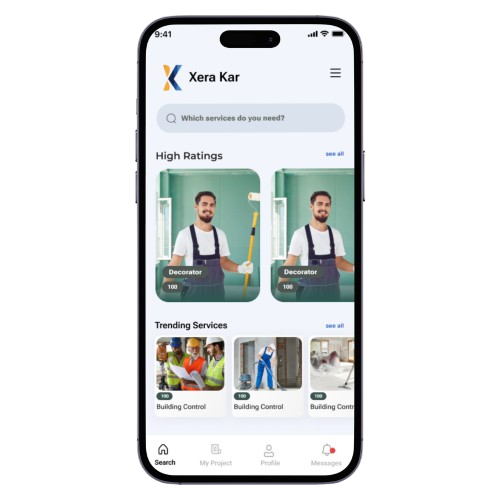 9:41
Xera Kar
Which services do you need?
High Ratings
see all
Decorator
100
Decorator
100
Trending Services
see all
100
Building Control
100
Building Control
100
Building Contr
Search
My Project
Profile
Messages